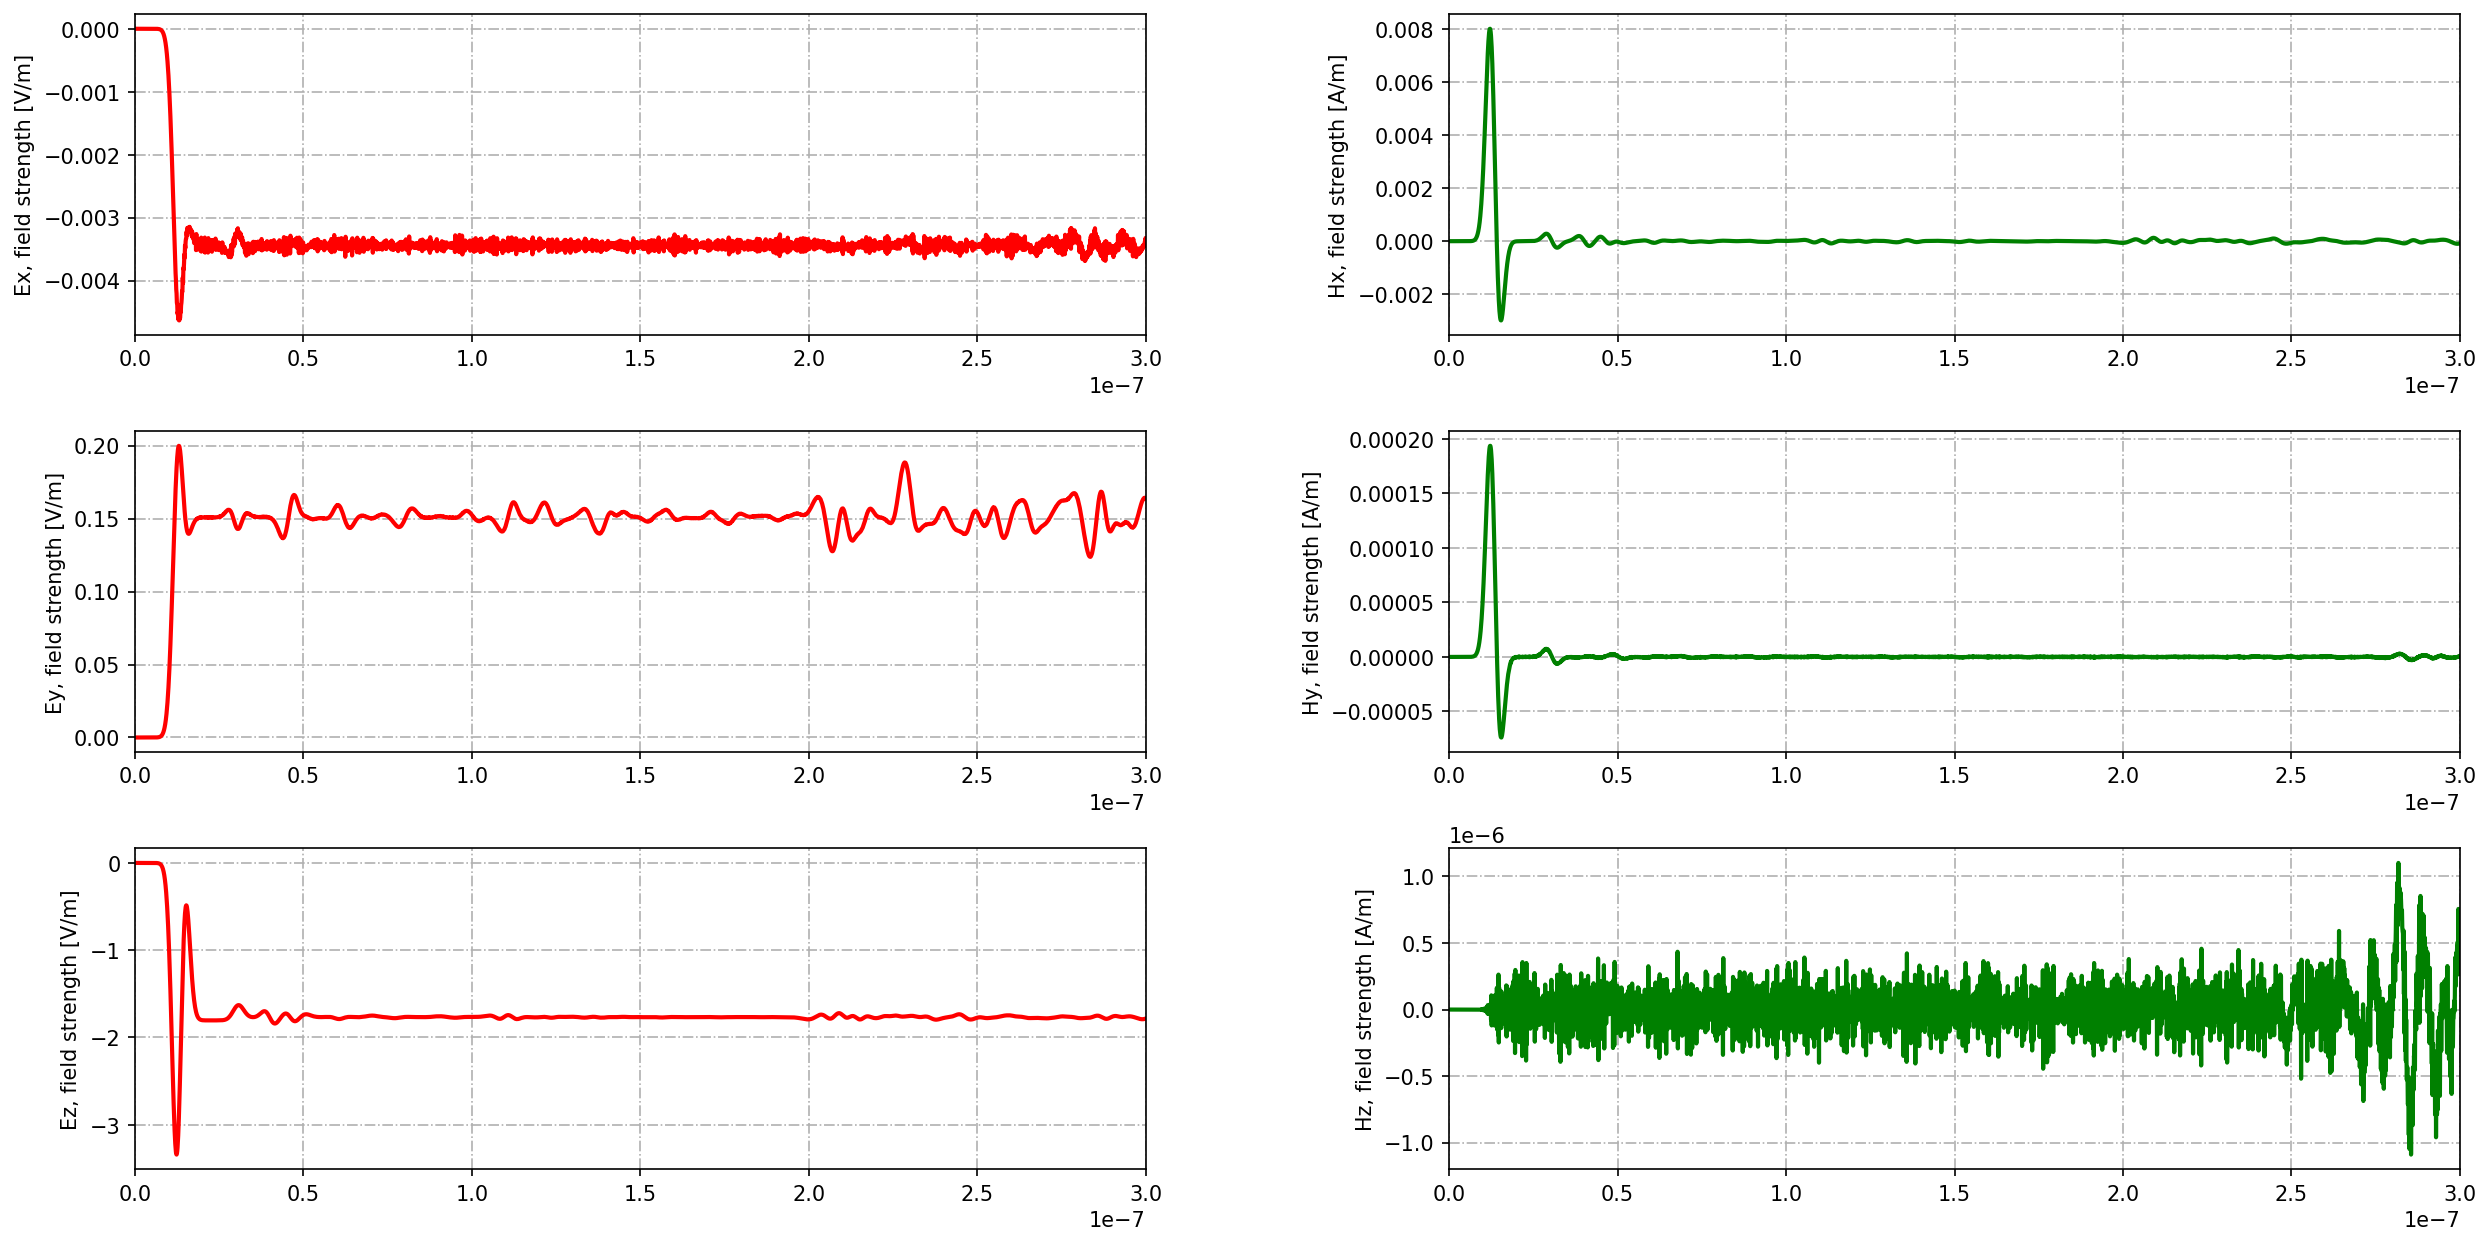 Ex, field strength [V/m]
0.000
−0.001
−0.002
−0.003
−0.004
0.0 0.5 1.0 1.5 2.0 2.5 3.0
1e−7
Hx, field strength [A/m]
0.008
0.006
0.004
0.002
0.000
−0.002
0.0 0.5 1.0 1.5 2.0 2.5 3.0
1e−7
Ey, field strength [V/m]
0.20
0.15
0.10
0.05
0.00
0.0 0.5 1.0 1.5 2.0 2.5 3.0
1e−7
Hy, field strength [A/m]
0.00020
0.00015
0.00010
0.00005
0.00000
−0.00005
0.0 0.5 1.0 1.5 2.0 2.5 3.0
1e−7
Ez, field strength [V/m]
0
−1
−2
−3
0.0 0.5 1.0 1.5 2.0 2.5 3.0
1e−7
1e−6
Hz, field strength [A/m]
1.0
0.5
0.0
−0.5
−1.0
0.0 0.5 1.0 1.5 2.0 2.5 3.0
1e−7